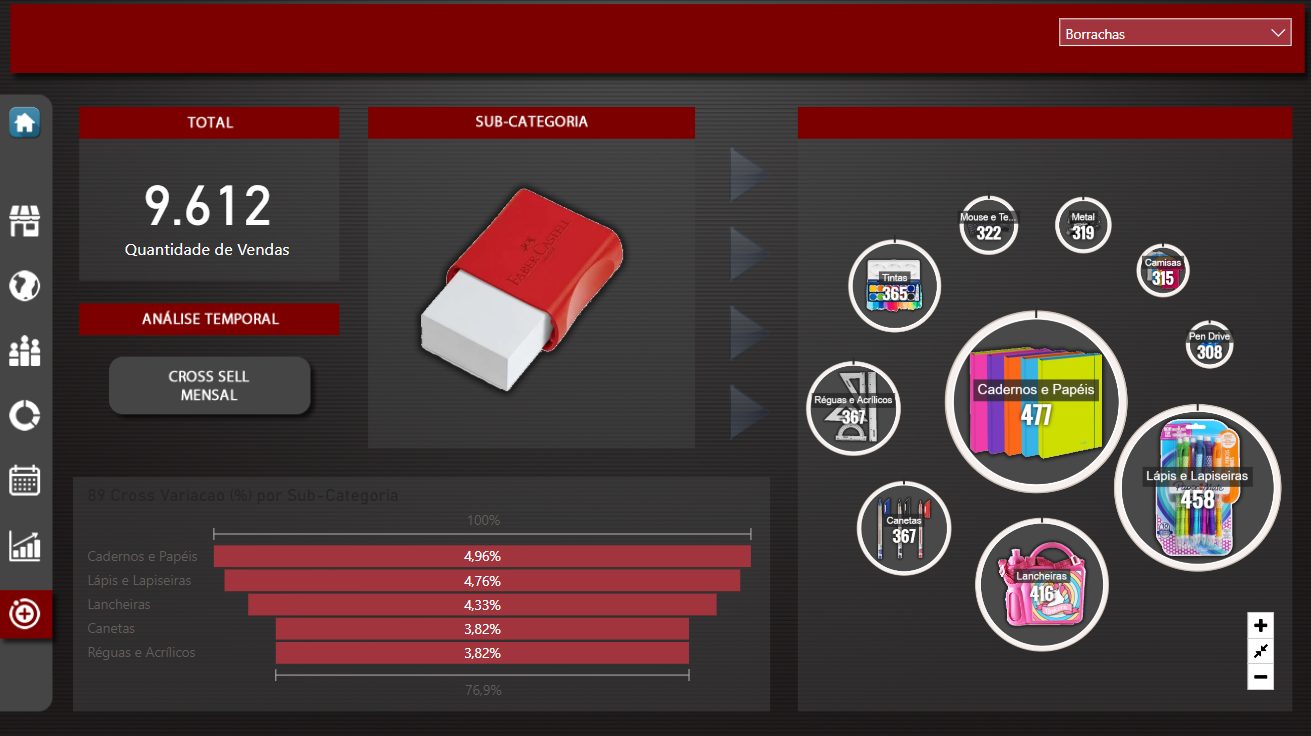 Borrachas
TOTAL
9.612
Quantidade de Vendas
ANÁLISE TEMPORAL
CROSS SELL
MENSAL
SUB-CATEGORIA
FABER CASTELL
Mouse e Te...
322
Metal
319
Camisas
315
Tintas
365
Pen Drive
308
Cadernos e Papéis
477
Réguas e Acrílicos
367
Lápis e Lapiseiras
458
Canetas
367
Lancheiras
416
89 Cross Variacao (%) por Sub-Categoria
100%
Cadernos e Papéis 4,96%
Lápis e Lapiseiras 4,76%
Lancheiras 4,33%
Canetas 3,82%
Réguas e Acrílicos 3,82%
76,9%